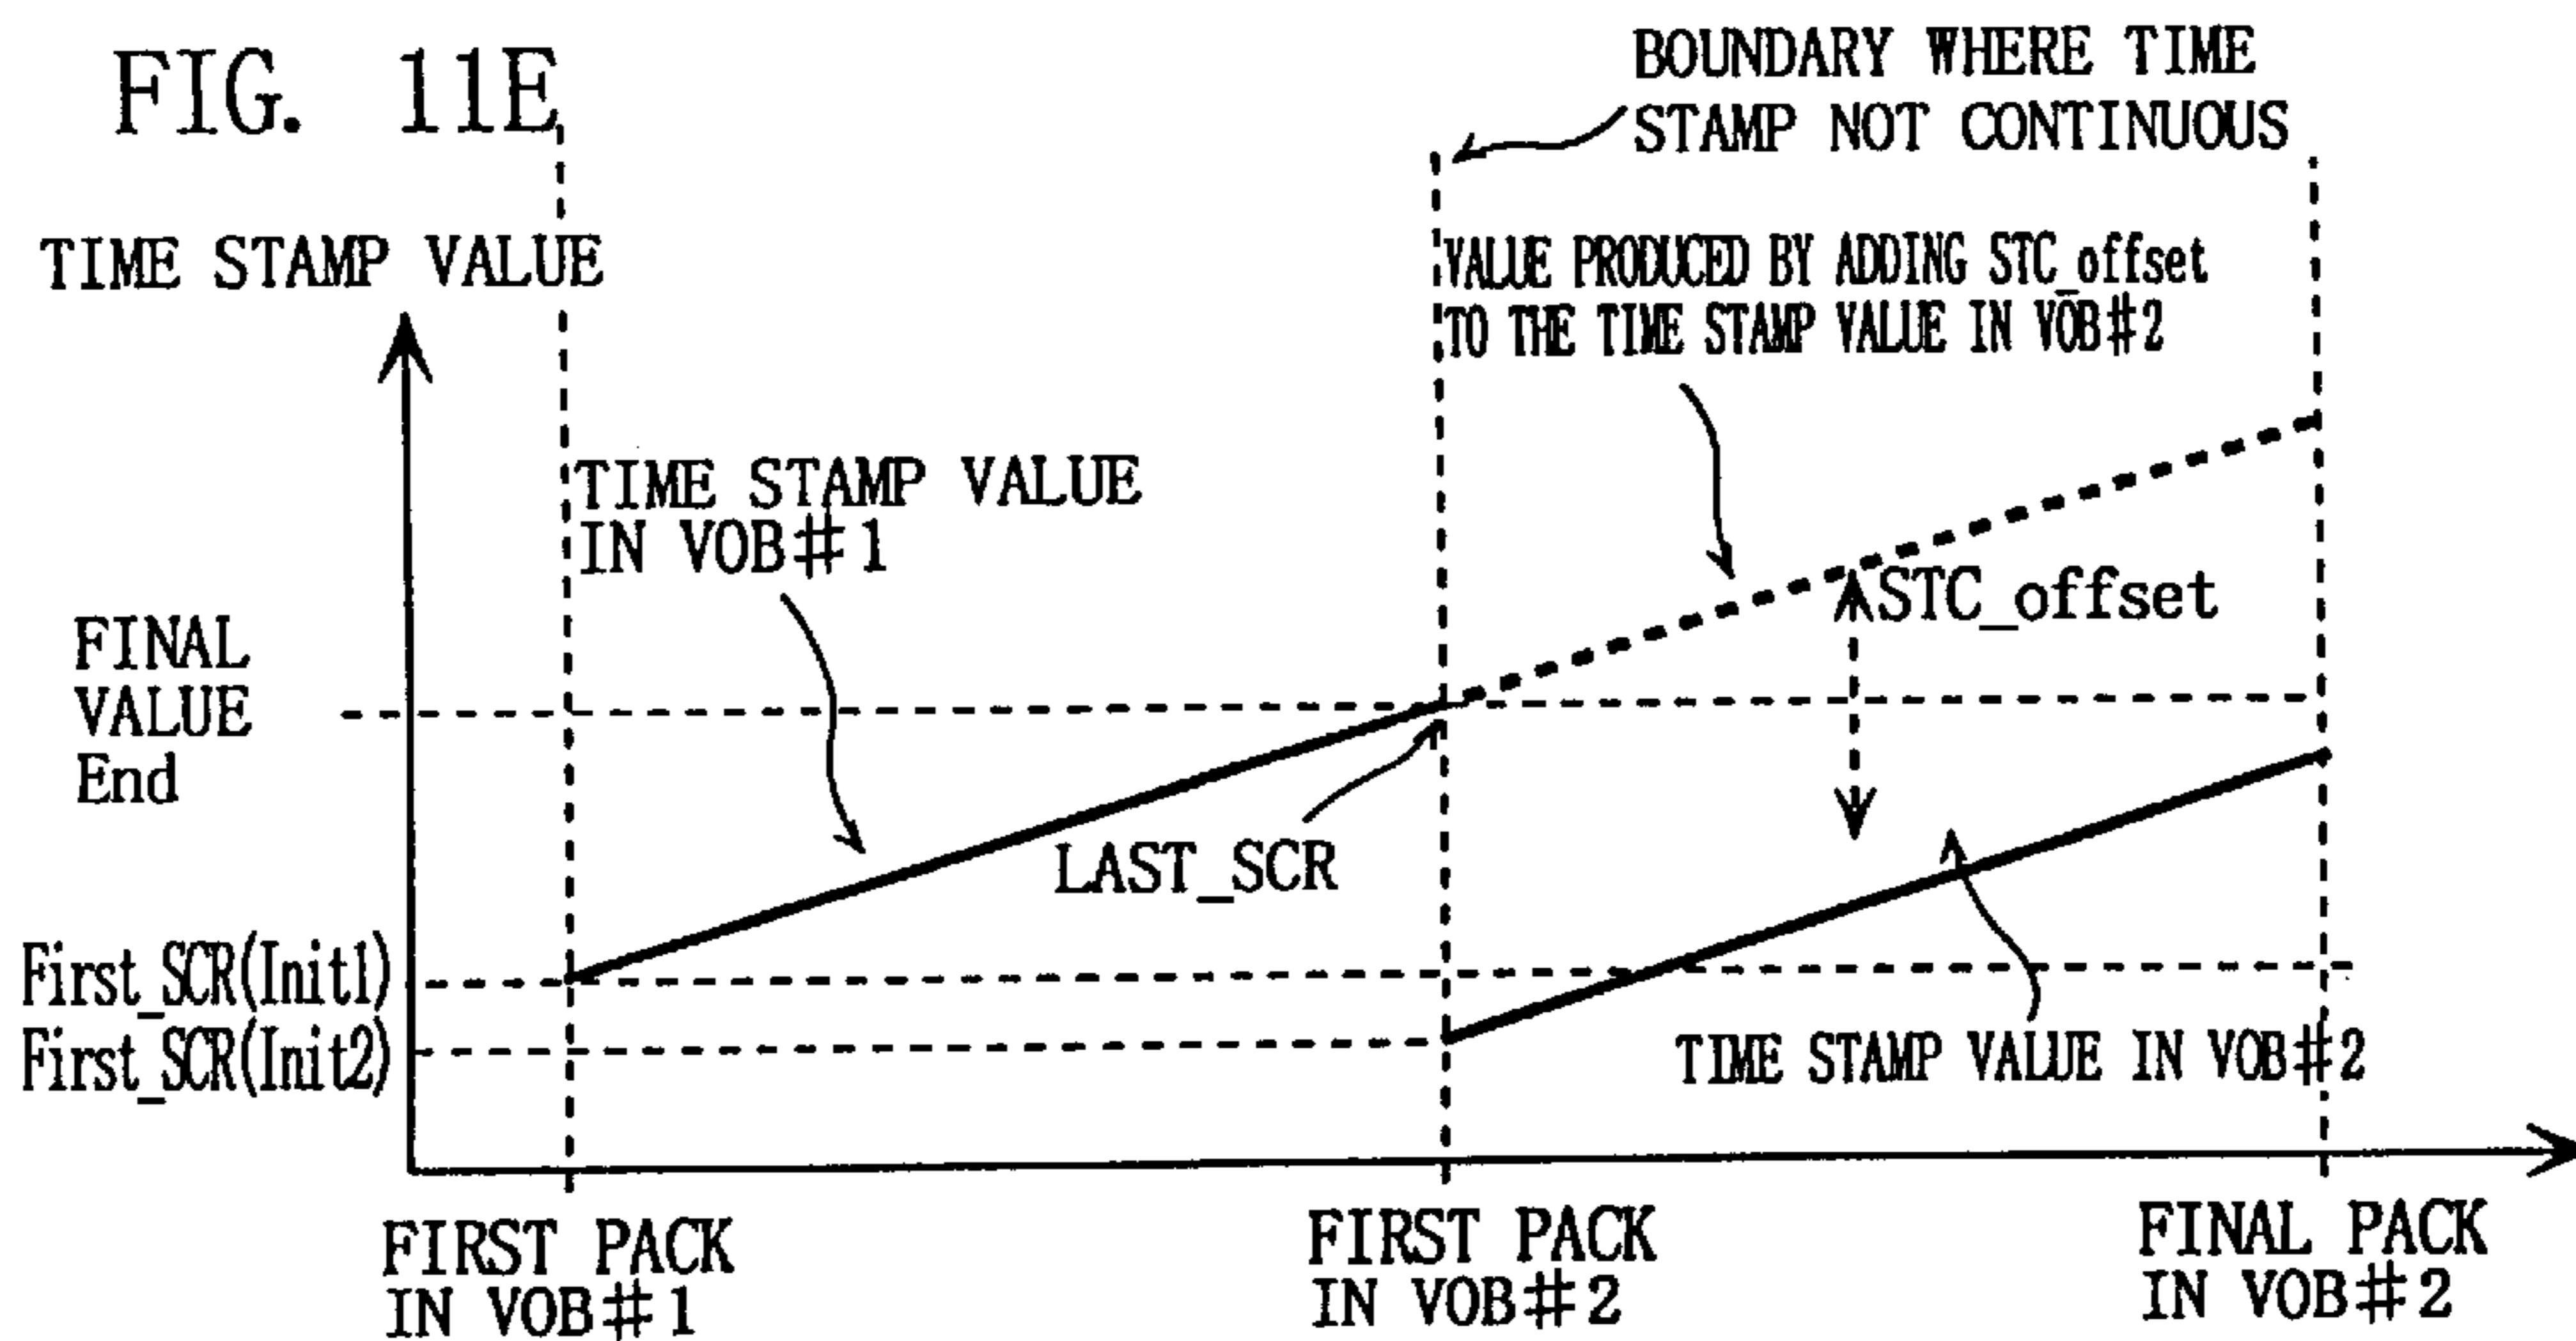 FIG. 11E
BOUNDARY WHERE TIME
STAMP NOT CONTINUOUS
TIME STAMP VALUE
VALUE PRODUCED BY ADDING STC_offset
TO THE TIME STAMP VALUE IN VOB#2
TIME STAMP VALUE
IN VOB#1
STC_offset
FINAL
VALUE
End
LAST_SCR
First_SCR(Init1)
First_SCR(Init2)
TIME STAMP VALUE IN VOB#2
FIRST PACK
IN VOB#1
FIRST PACK
IN VOB#2
FINAL PACK
IN VOB#2